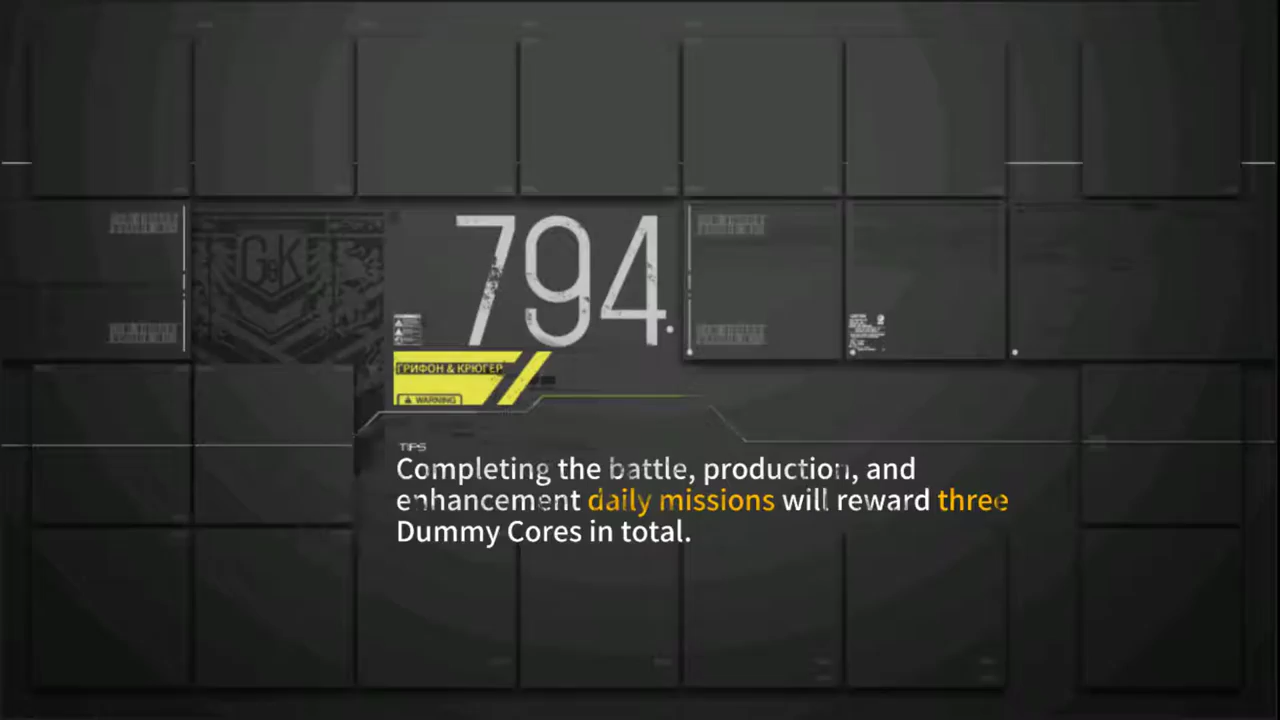 G&K
794.
ГРИФОН & КРЮГЕР
WARNING
TIPS
Completing the battle, production, and
enhancement daily missions will reward three
Dummy Cores in total.